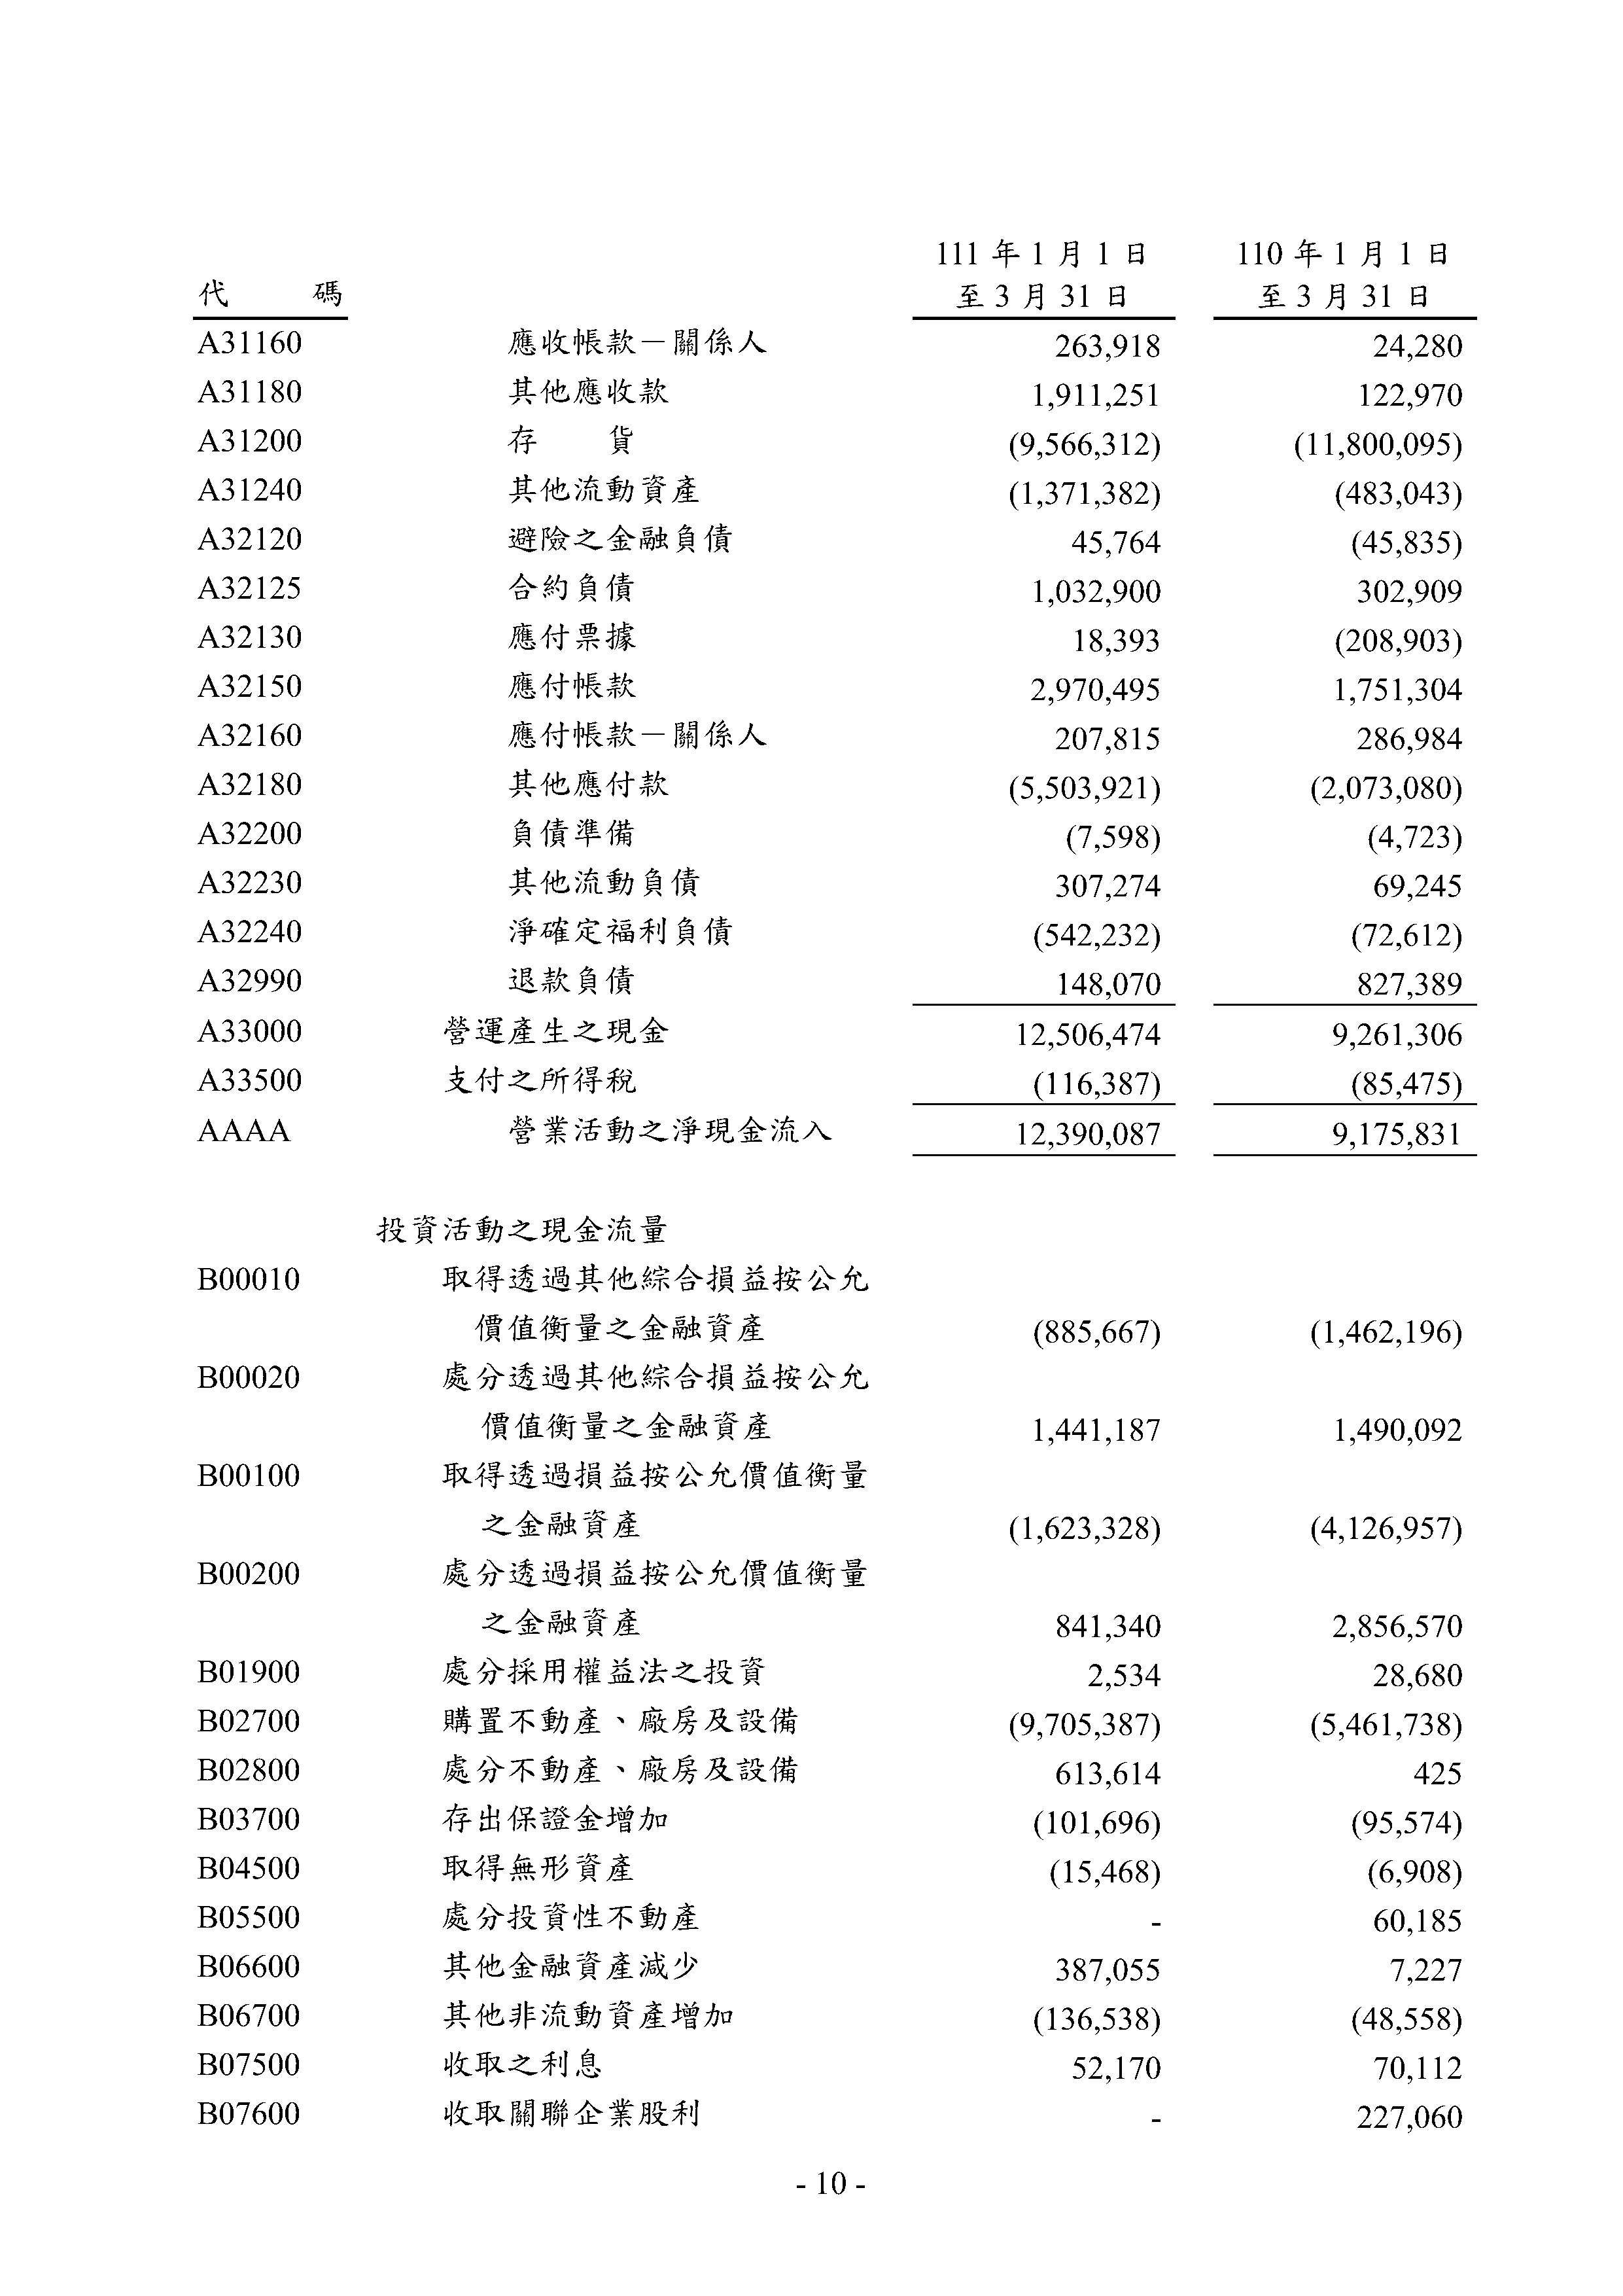 111 年 1 月 1 日 110 年 1 月 1 日
代 碼 至 3 月 31 日 至 3 月 31 日
A31160 應收帳款－關係人 263,918 24,280
A31180 其他應收款 1,911,251 122,970
A31200 存 貨 (9,566,312) (11,800,095)
A31240 其他流動資產 (1,371,382) (483,043)
A32120 避險之金融負債 45,764 (45,835)
A32125 合約負債 1,032,900 302,909
A32130 應付票據 18,393 (208,903)
A32150 應付帳款 2,970,495 1,751,304
A32160 應付帳款－關係人 207,815 286,984
A32180 其他應付款 (5,503,921) (2,073,080)
A32200 負債準備 (7,598) (4,723)
A32230 其他流動負債 307,274 69,245
A32240 淨確定福利負債 (542,232) (72,612)
A32990 退款負債 148,070 827,389
A33000 營運產生之現金 12,506,474 9,261,306
A33500 支付之所得稅 (116,387) (85,475)
AAAA 營業活動之淨現金流入 12,390,087 9,175,831
投資活動之現金流量
B00010 取得透過其他綜合損益按公允
價值衡量之金融資產 (885,667) (1,462,196)
B00020 處分透過其他綜合損益按公允
價值衡量之金融資產 1,441,187 1,490,092
B00100 取得透過損益按公允價值衡量
之金融資產 (1,623,328) (4,126,957)
B00200 處分透過損益按公允價值衡量
之金融資產 841,340 2,856,570
B01900 處分採用權益法之投資 2,534 28,680
B02700 購置不動產、廠房及設備 (9,705,387) (5,461,738)
B02800 處分不動產、廠房及設備 613,614 425
B03700 存出保證金增加 (101,696) (95,574)
B04500 取得無形資產 (15,468) (6,908)
B05500 處分投資性不動產 - 60,185
B06600 其他金融資產減少 387,055 7,227
B06700 其他非流動資產增加 (136,538) (48,558)
B07500 收取之利息 52,170 70,112
B07600 收取關聯企業股利 - 227,060
- 10 -